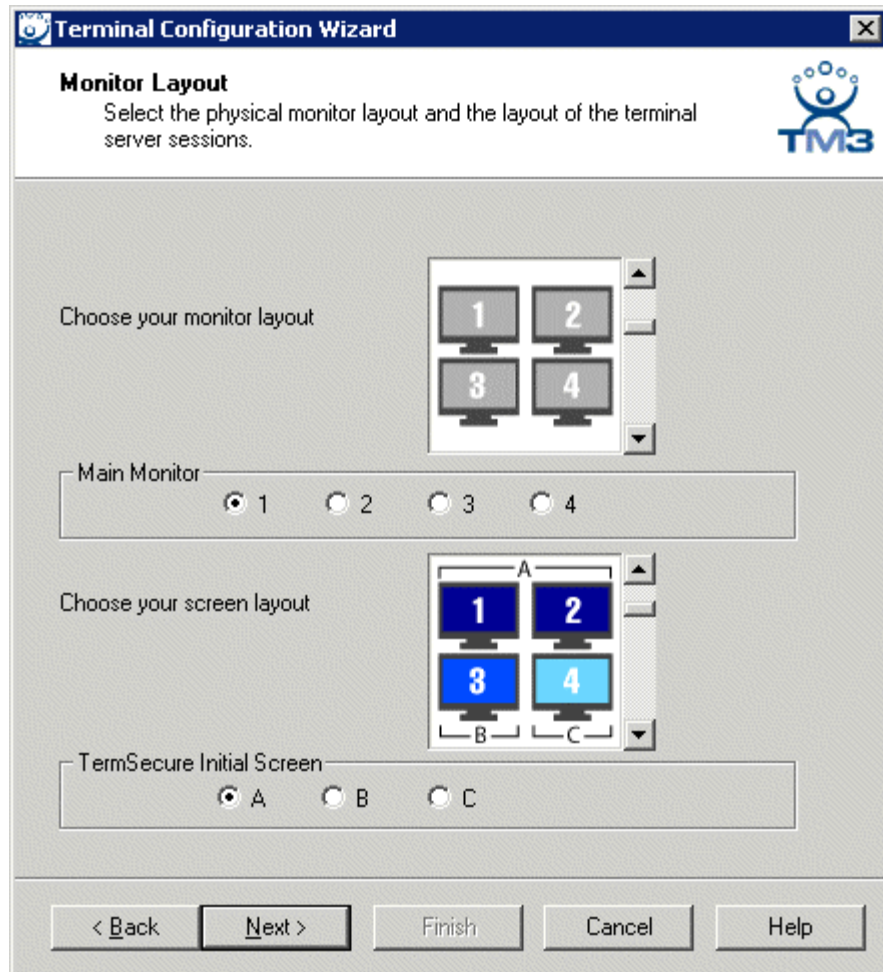 Terminal Configuration Wizard
Monitor Layout
Select the physical monitor layout and the layout of the terminal
server sessions.
TM3
Choose your monitor layout
1 2
3 4
Main Monitor
1 2 3 4
Choose your screen layout
A
1 2
3 4
B C
TermSecure Initial Screen
A B C
< Back Next > Finish Cancel Help